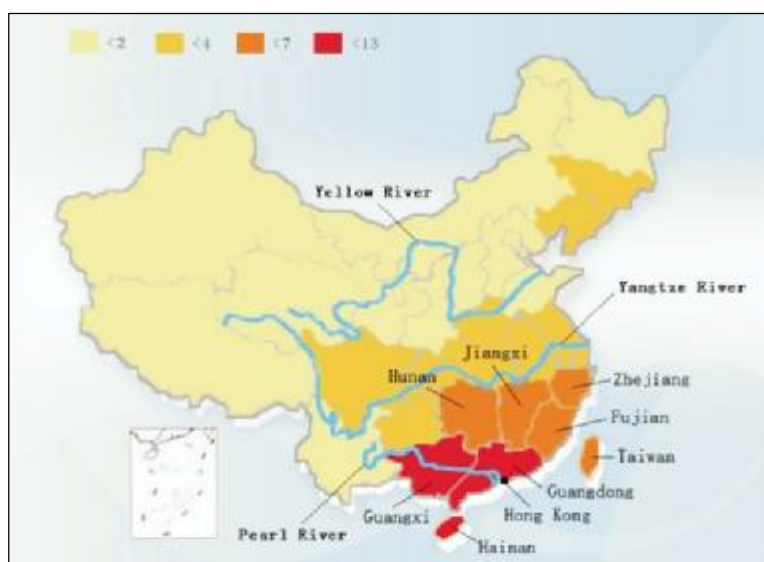 <2
<4
<7
<13
Yellow River
Yangtze River
Jiangxi
Hunan
Zhejiang
Fujian
Taiwan
Guangdong
Hong Kong
Guangxi
Pearl River
Hainan